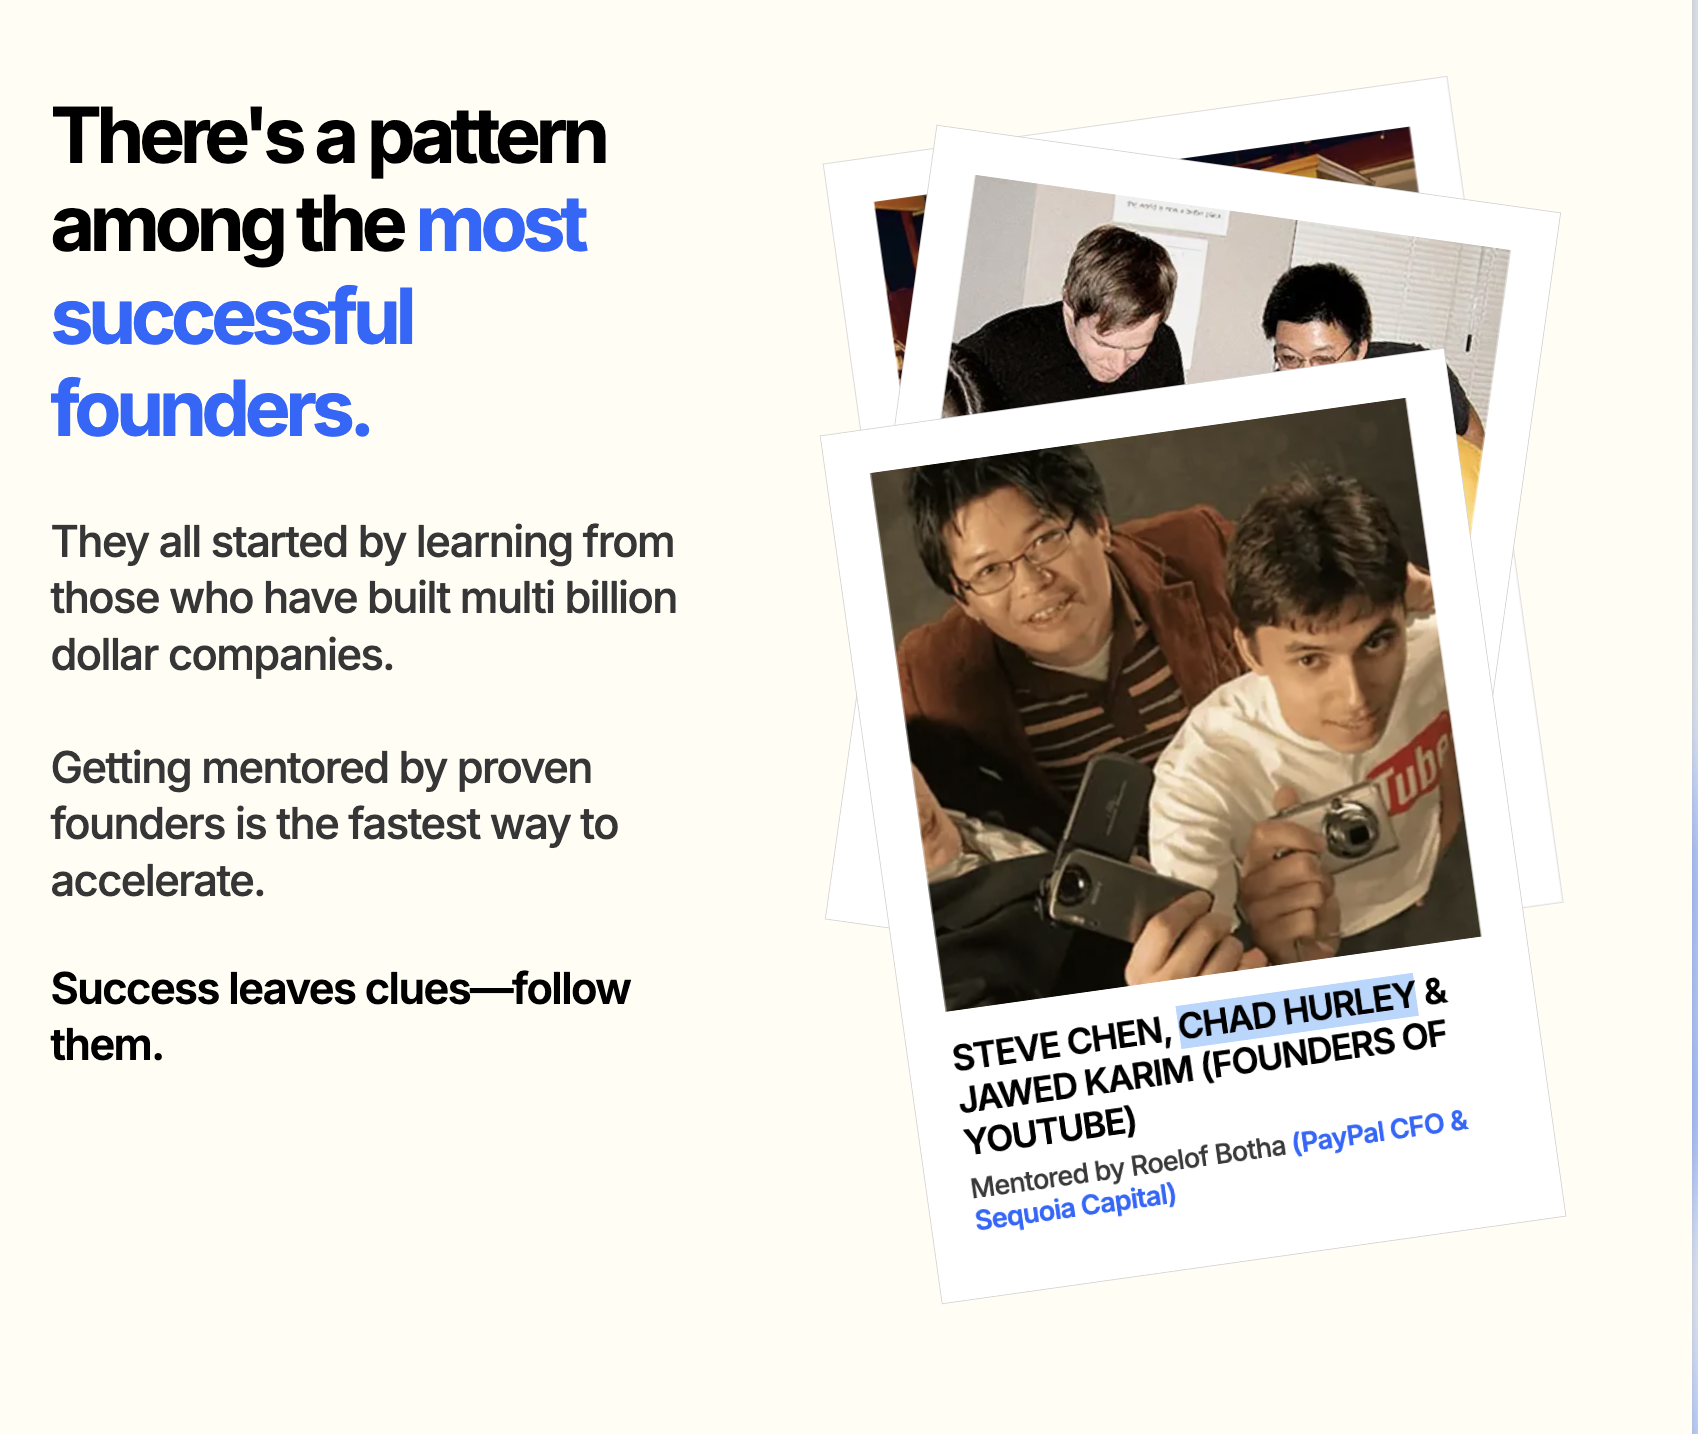 There's a pattern
among the most
successful
founders.
They all started by learning from
those who have built multi billion
dollar companies.
Getting mentored by proven
founders is the fastest way to
accelerate.
Success leaves clues—follow
them.
Tube
STEVE CHEN, CHAD HURLEY &
JAWED KARIM (FOUNDERS OF
YOUTUBE)
Mentored by Roelof Botha (PayPal CFO &
Sequoia Capital)